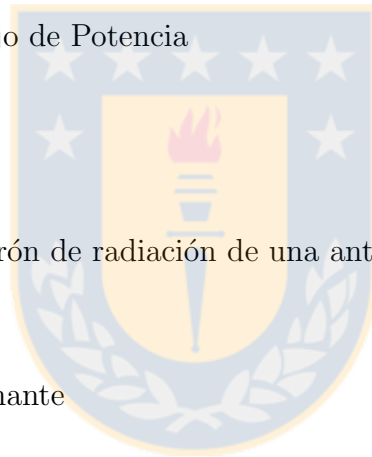 o de Potencia
rón de radiación de una ant
nante